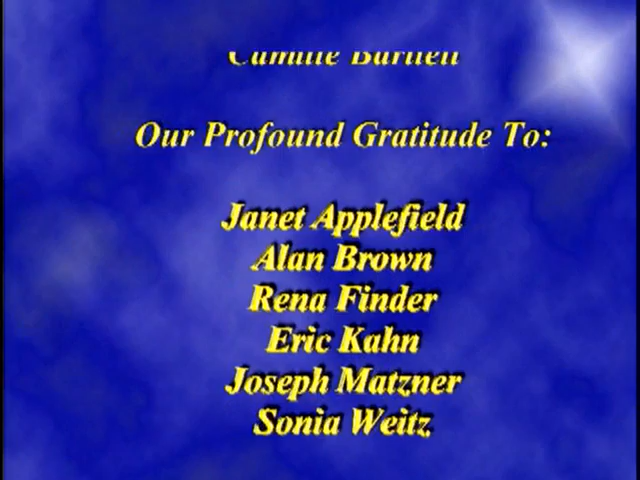 Our Profound Gratitude To:
Janet Applefield
Alan Brown
Rena Finder
Eric Kahn
Joseph Matzner
Sonia Weitz